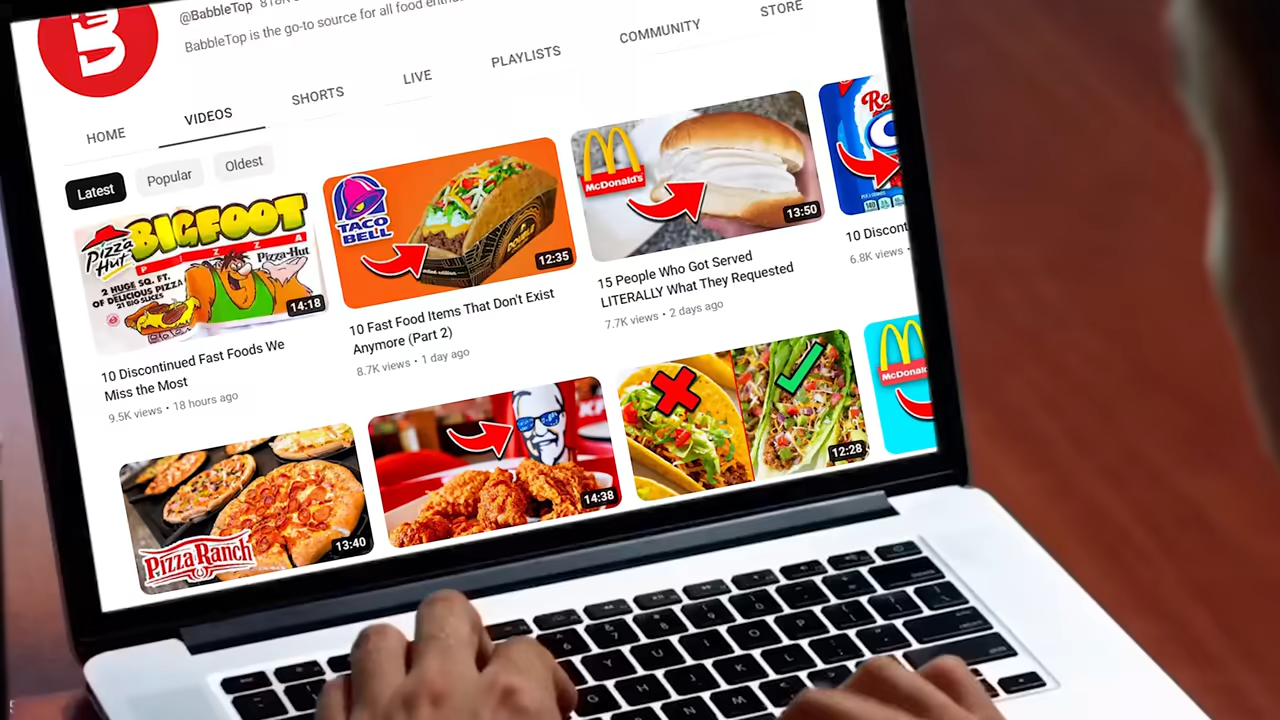 @BabbleTop 818K
BabbleTop is the go-to source for all food
HOME
VIDEOS
SHORTS
LIVE
PLAYLISTS
COMMUNITY
STORE
Latest
Popular
Oldest
Pizza Hut
BIGFOOT
PIZZA
Pizza Hut
2 HUGE SQ. FT.
OF DELICIOUS PIZZA
21 BIG SLICES
14:18
10 Discontinued Fast Foods We
Miss the Most
9.5K views • 18 hours ago
TACO
BELL
DOUBLE
12:35
10 Fast Food Items That Don't Exist
Anymore (Part 2)
8.7K views • 1 day ago
McDonald's
13:50
15 People Who Got Served
LITERALLY What They Requested
7.7K views • 2 days ago
10 Discont
6.8K views •
Pizza Ranch
13:40
14:38
12:28
McDonald